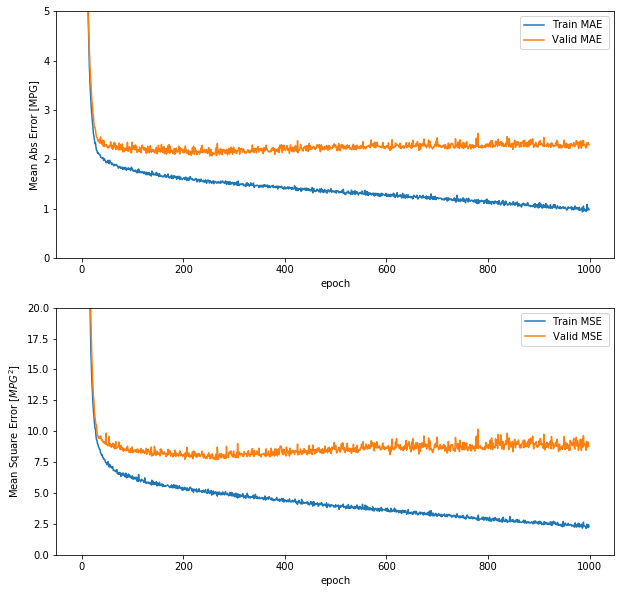 5
4
3
2
1
0
Mean Abs Error [MPG]
Train MAE
Valid MAE
0 200 400 600 800 1000
epoch
20.0
17.5
15.0
12.5
10.0
7.5
5.0
2.5
0.0
Mean Square Error [MPG²]
Train MSE
Valid MSE
0 200 400 600 800 1000
epoch